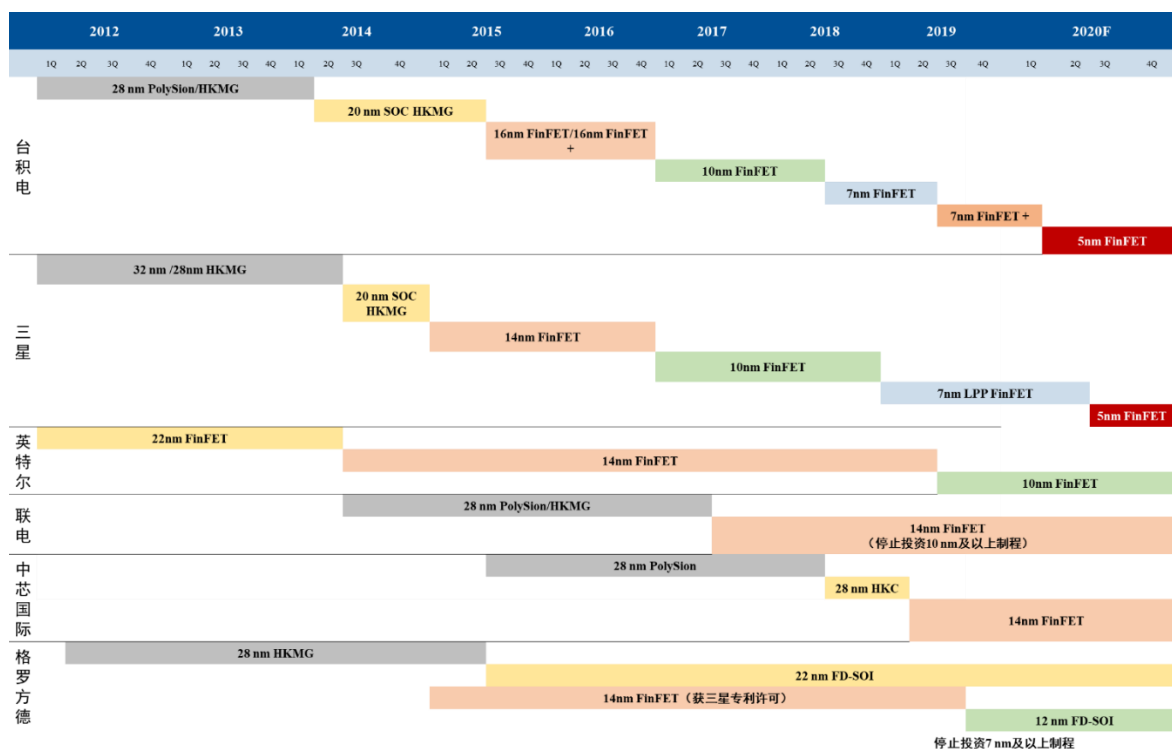 2012 2013 2014 2015 2016 2017 2018 2019 2020F
1Q 2Q 3Q 4Q 1Q 2Q 3Q 4Q 1Q 2Q 3Q 4Q 1Q 2Q 3Q 4Q 1Q 2Q 3Q 4Q 1Q 2Q 3Q 4Q 1Q 2Q 3Q 4Q 1Q 2Q 3Q 4Q 1Q 2Q 3Q 4Q
台积电
28 nm PolySion/HKMG
20 nm SOC HKMG
16nm FinFET/16nm FinFET
+
10nm FinFET
7nm FinFET
7nm FinFET +
5nm FinFET
三星
32 nm /28nm HKMG
20 nm SOC
HKMG
14nm FinFET
10nm FinFET
7nm LPP FinFET
5nm FinFET
英特尔
22nm FinFET
14nm FinFET
10nm FinFET
联电
28 nm PolySion/HKMG
14nm FinFET
（停止投资10 nm及以上制程）
中芯国际
28 nm PolySion
28 nm HKC
14nm FinFET
格罗方德
28 nm HKMG
22 nm FD-SOI
14nm FinFET（获三星专利许可）
12 nm FD-SOI
停止投资7 nm及以上制程